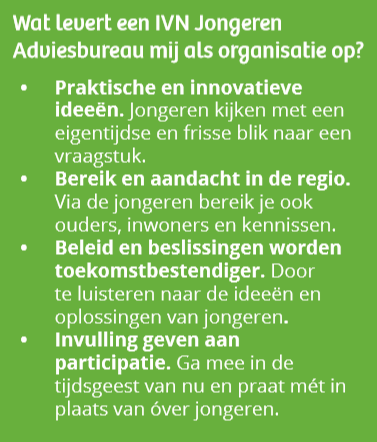 Wat levert een IVN Jongeren
Adviesbureau mij als organisatie op?
• Praktische en innovatieve
ideeën. Jongeren kijken met een
eigentijdse en frisse blik naar een
vraagstuk.
• Bereik en aandacht in de regio.
Via de jongeren bereik je ook
ouders, inwoners en kennissen.
• Beleid en beslissingen worden
toekomstbestendiger. Door
te luisteren naar de ideeën en
oplossingen van jongeren.
• Invulling geven aan
participatie. Ga mee in de
tijdsgeest van nu en praat mét in
plaats van óver jongeren.